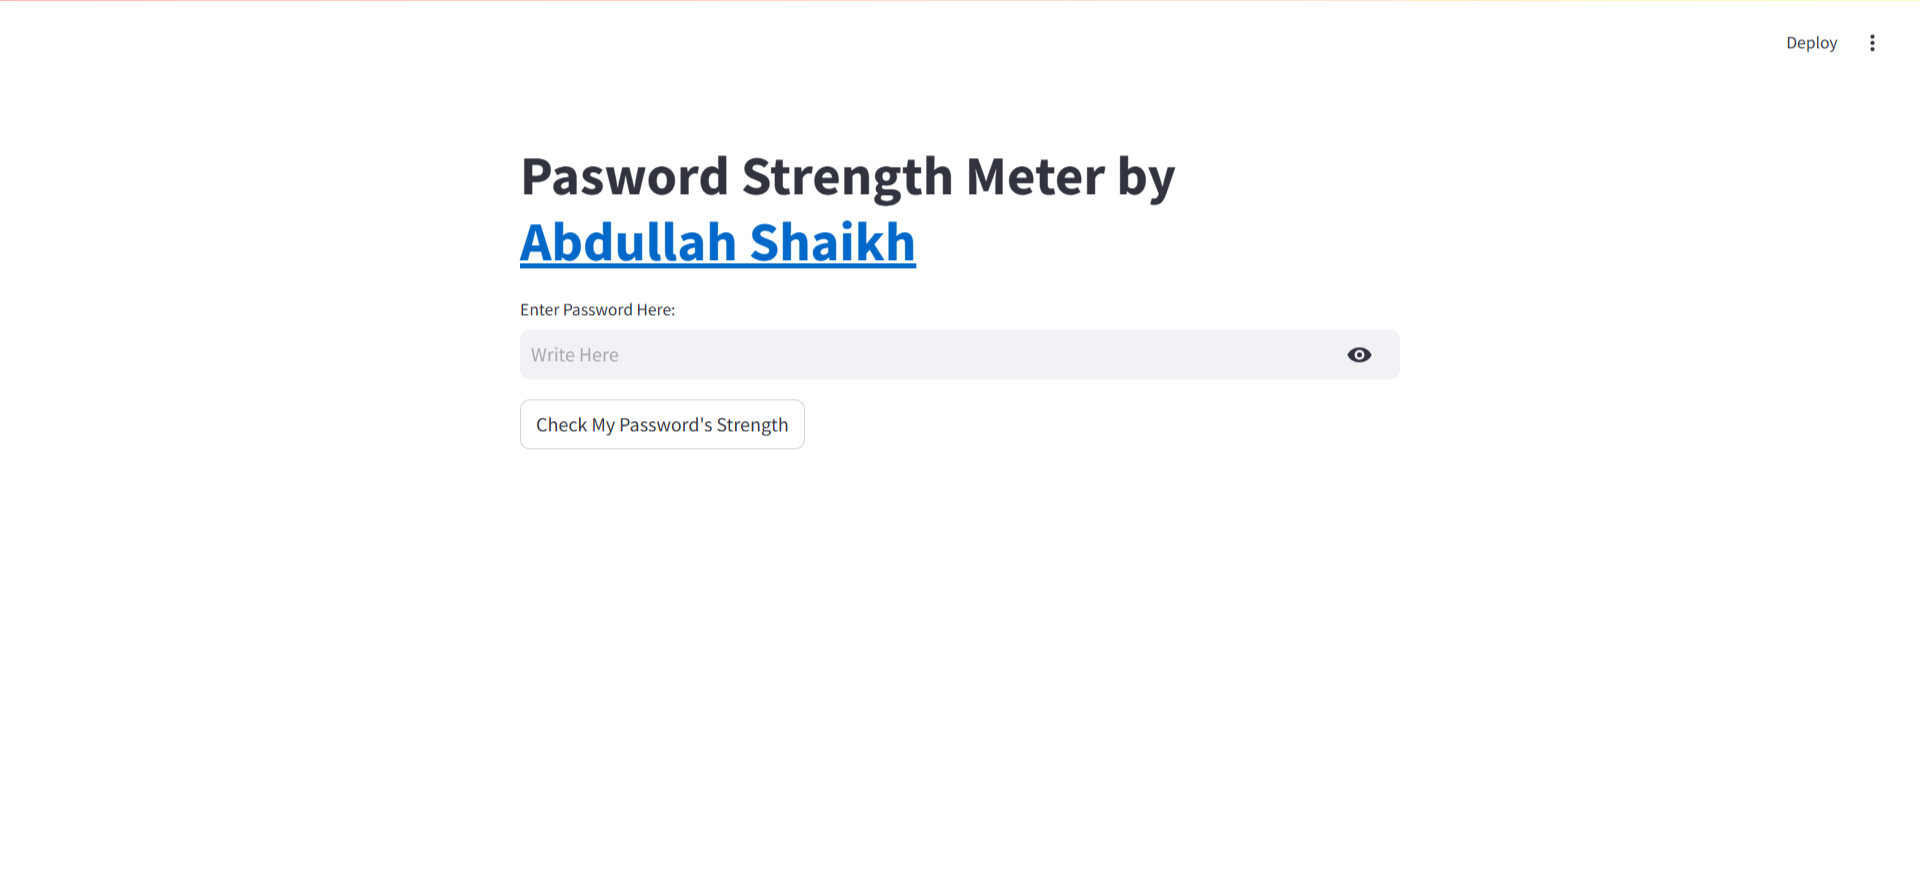 Deploy
Pasword Strength Meter by
Abdullah Shaikh
Enter Password Here:
Write Here
Check My Password's Strength